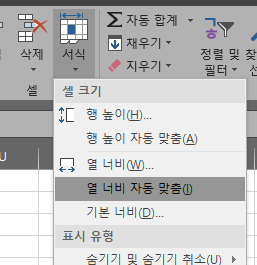 삭제
서식
자동 합계
채우기
지우기
정렬 및
필터
찾
셀
셀 크기
행 높이(H)...
행 높이 자동 맞춤(A)
열 너비(W)...
열 너비 자동 맞춤(I)
기본 너비(D)...
표시 유형
숨기기 및 숨기기 취소(U)
U